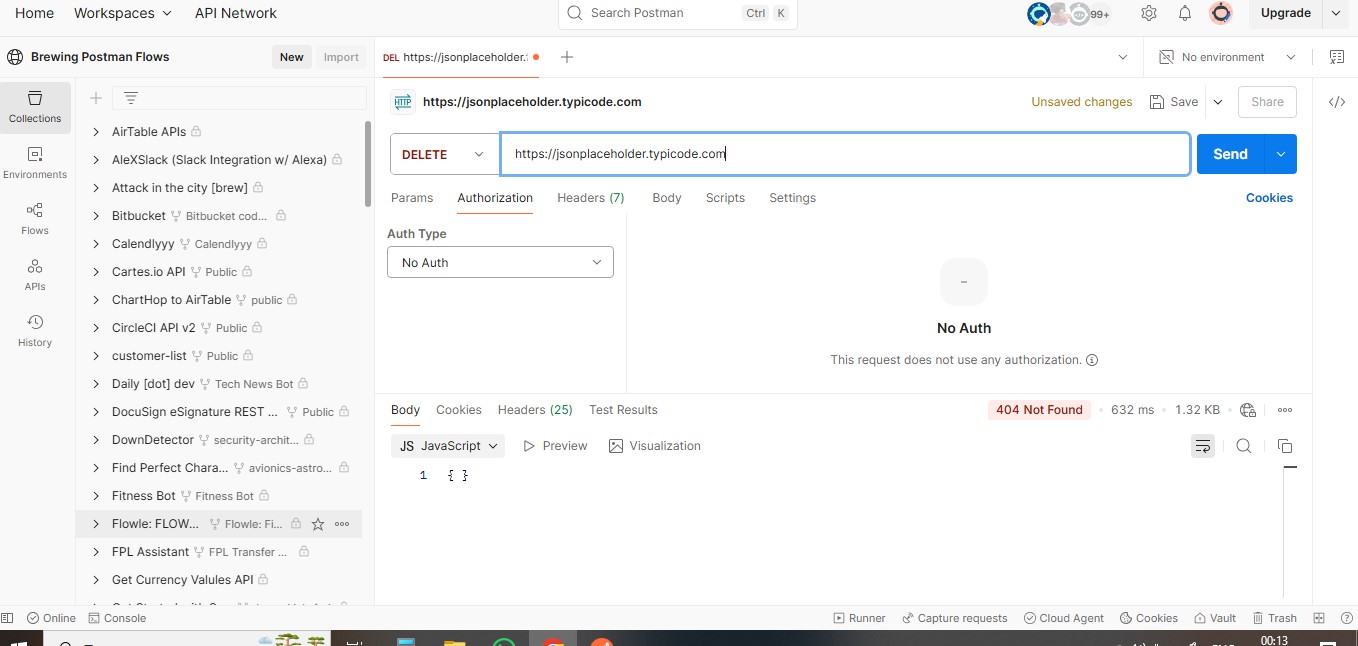 Home Workspaces API Network Search Postman Ctrl K 99+ Upgrade
Brewing Postman Flows New Import DEL https://jsonplaceholder. No environment
HTTP https://jsonplaceholder.typicode.com Unsaved changes Save Share
Collections
Environments
Flows
APIs
History
AirTable APIs
AleXSlack (Slack Integration w/ Alexa)
Attack in the city [brew]
Bitbucket Bitbucket cod...
Calendlyyy Calendlyyy
Cartes.io API Public
ChartHop to AirTable public
CircleCI API v2 Public
customer-list Public
Daily [dot] dev Tech News Bot
DocuSign eSignature REST ... Public
DownDetector security-archit...
Find Perfect Chara... avionics-astro...
Fitness Bot Fitness Bot
Flowle: FLOW... Flowle: Fi...
FPL Assistant FPL Transfer ...
Get Currency Valules API
DELETE https://jsonplaceholder.typicode.com Send
Params Authorization Headers (7) Body Scripts Settings Cookies
Auth Type
No Auth
-
No Auth
This request does not use any authorization.
Body Cookies Headers (25) Test Results 404 Not Found 632 ms 1.32 KB
JS JavaScript Preview Visualization
1 { }
Online Console Runner Capture requests Cloud Agent Cookies Vault Trash
00:13